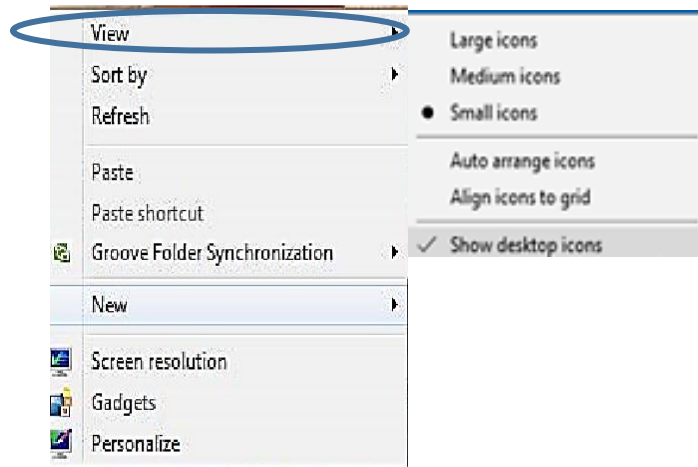 View
Sort by
Refresh
Paste
Paste shortcut
Groove Folder Synchronization
New
Screen resolution
Gadgets
Personalize
Large icons
Medium icons
Small icons
Auto arrange icons
Align icons to grid
Show desktop icons